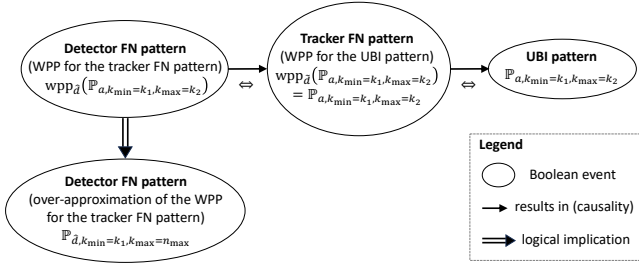 Detector FN pattern
(WPP for the tracker FN pattern)
wpp_d̃(ℙ_{a,k_min=k_1,k_max=k_2})
⇔
Tracker FN pattern
(WPP for the UBI pattern)
wpp_d̃(ℙ_{a,k_min=k_1,k_max=k_2})
= ℙ_{a,k_min=k_1,k_max=k_2}
⇔
UBI pattern
ℙ_{a,k_min=k_1,k_max=k_2}
Detector FN pattern
(over-approximation of the WPP
for the tracker FN pattern)
ℙ_{d̃,k_min=k_1,k_max=n_max}
Legend
Boolean event
results in (causality)
logical implication